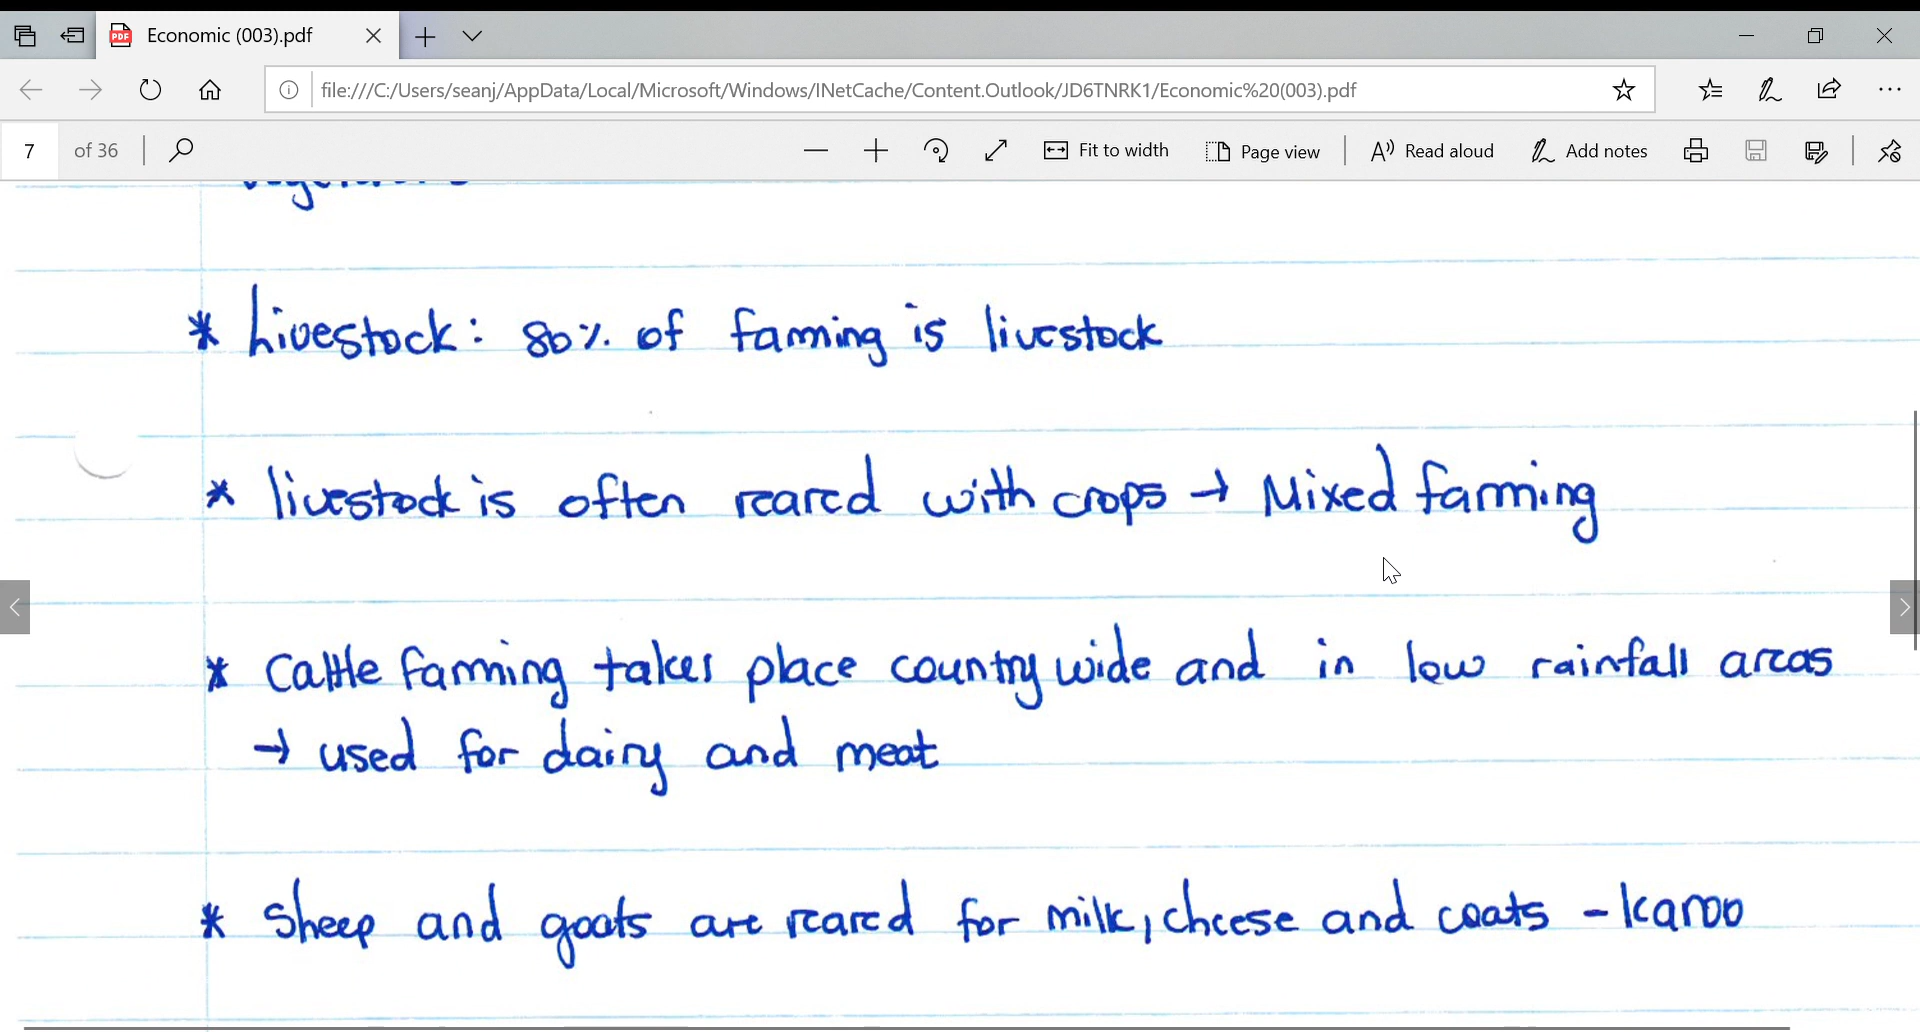 Economic (003).pdf
file:///C:/Users/seanj/AppData/Local/Microsoft/Windows/INetCache/Content.Outlook/JD6TNRK1/Economic%20(003).pdf
7 of 36 Fit to width Page view Read aloud Add notes
* Livestock: 80% of farming is livestock
* livestock is often reared with crops → Mixed farming
* Cattle farming takes place country wide and in low rainfall areas
→ used for dairy and meat
* Sheep and goats are reared for milk, cheese and coats - Karoo